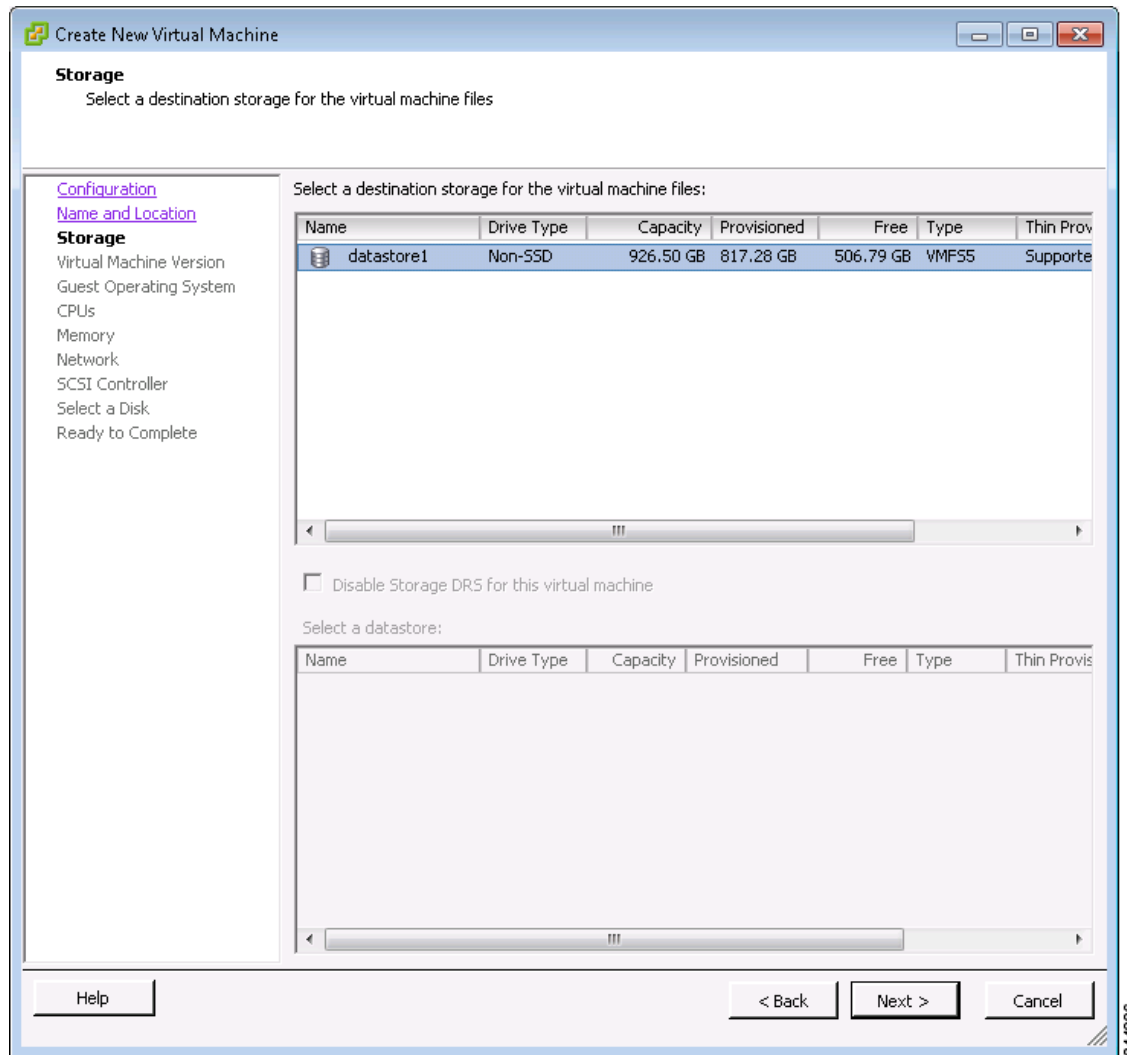 Create New Virtual Machine
Storage
Select a destination storage for the virtual machine files
Configuration
Name and Location
Storage
Virtual Machine Version
Guest Operating System
CPUs
Memory
Network
SCSI Controller
Select a Disk
Ready to Complete
Select a destination storage for the virtual machine files:
Name Drive Type Capacity Provisioned Free Type Thin Prov
datastore1 Non-SSD 926.50 GB 817.28 GB 506.79 GB VMFS5 Supporte
Disable Storage DRS for this virtual machine
Select a datastore:
Name Drive Type Capacity Provisioned Free Type Thin Provis
Help < Back Next > Cancel